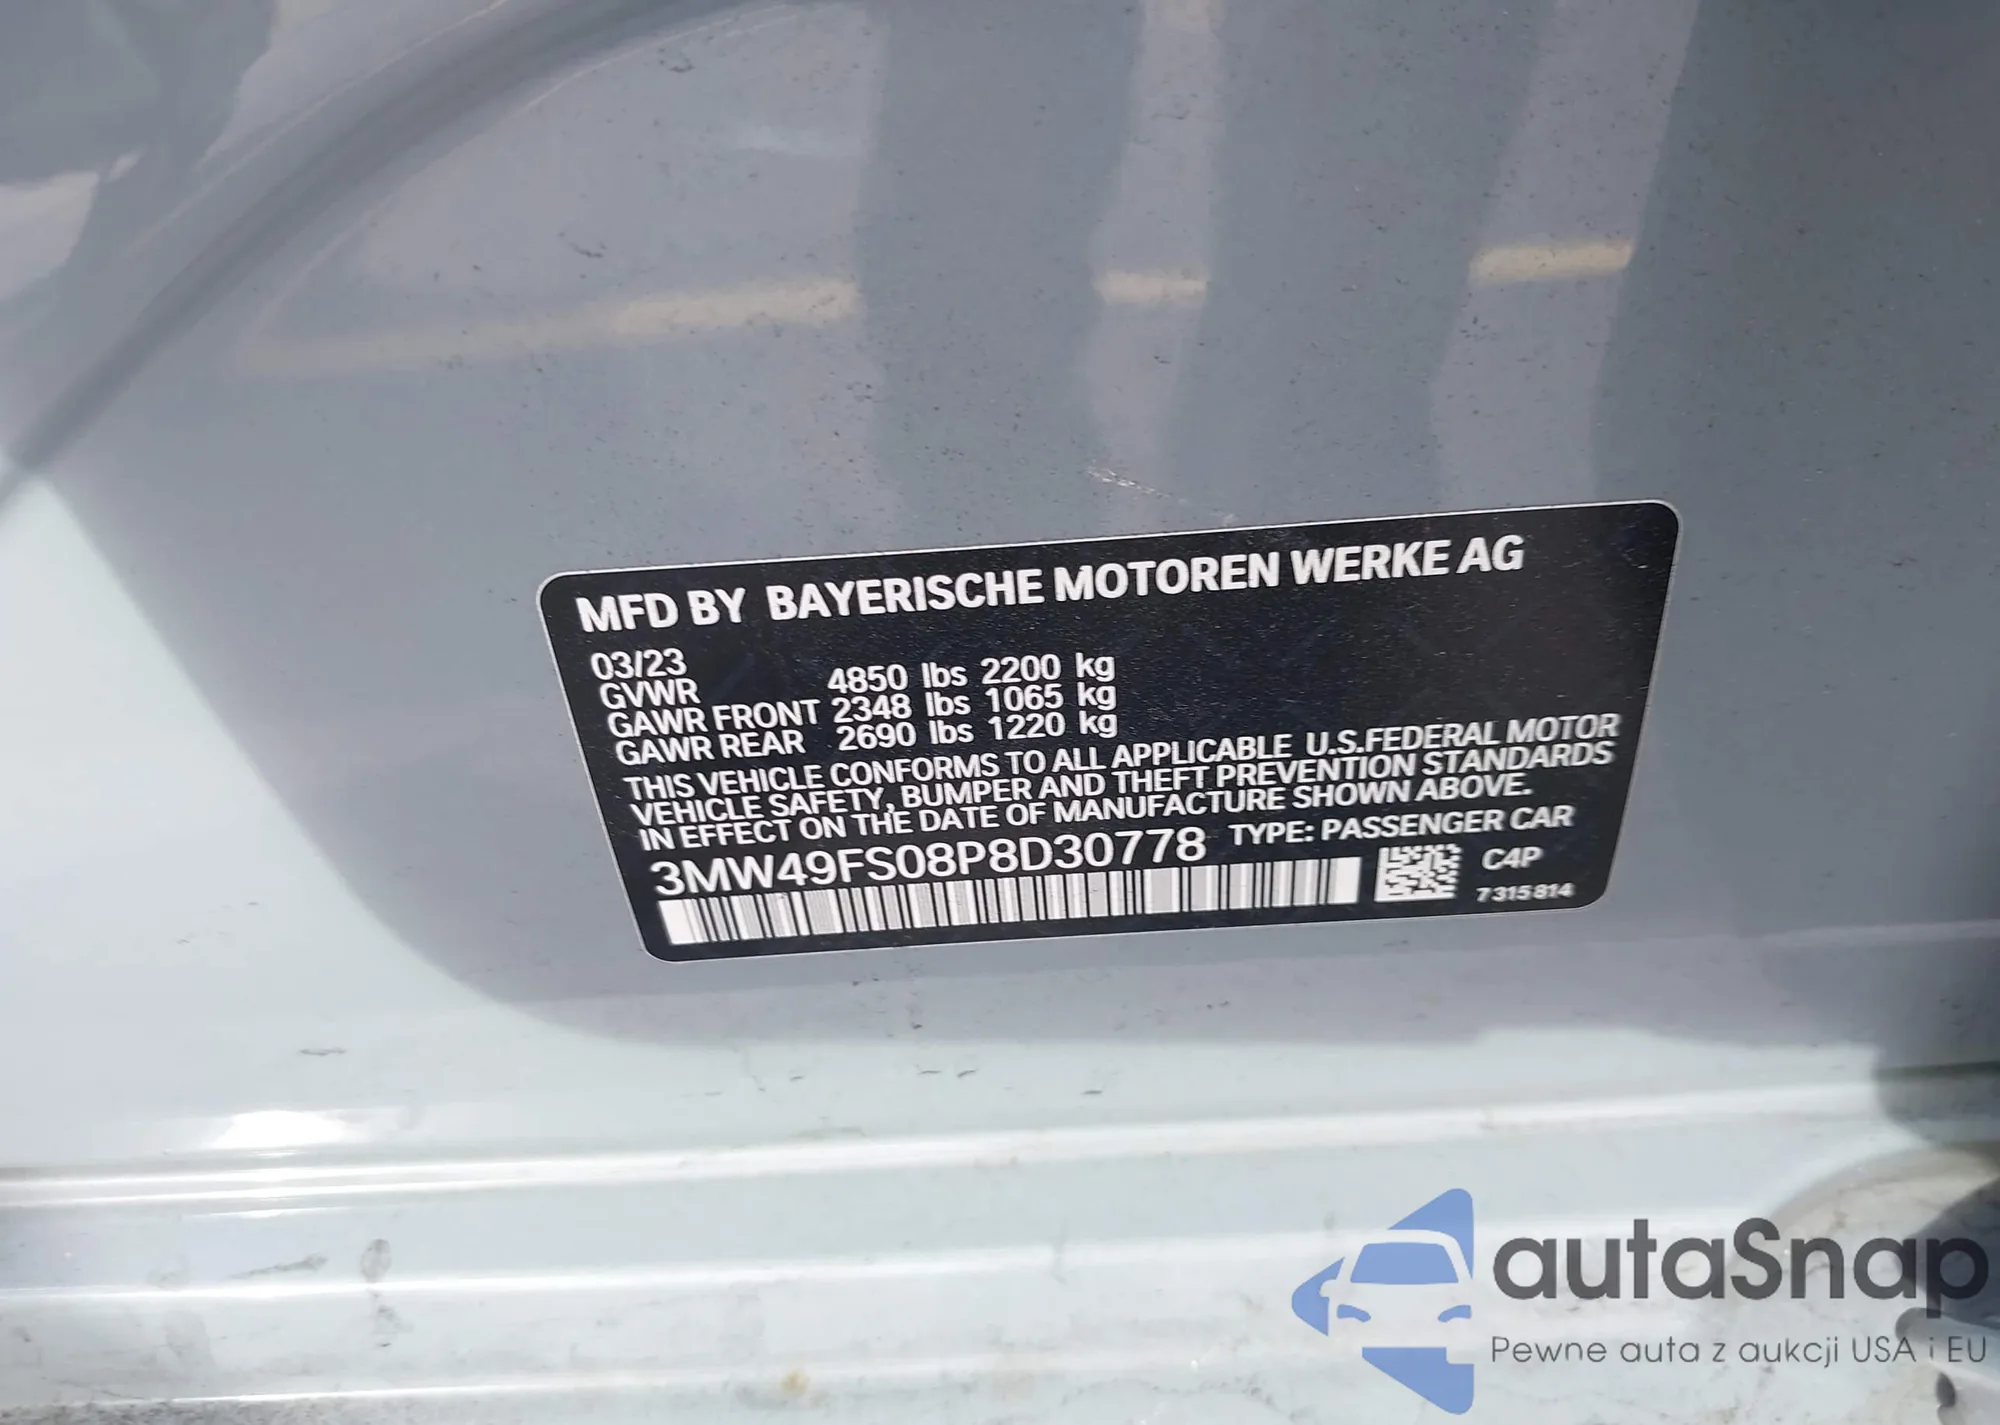 MFD BY BAYERISCHE MOTOREN WERKE AG
03/23
GVWR 4850 lbs 2200 kg
GAWR FRONT 2348 lbs 1065 kg
GAWR REAR 2690 lbs 1220 kg
THIS VEHICLE CONFORMS TO ALL APPLICABLE U.S.FEDERAL MOTOR
VEHICLE SAFETY, BUMPER AND THEFT PREVENTION STANDARDS
IN EFFECT ON THE DATE OF MANUFACTURE SHOWN ABOVE.
3MW49FS08P8D30778 TYPE: PASSENGER CAR
C4P
7315814
autaSnap
Pewne auta z aukcji USA i EU